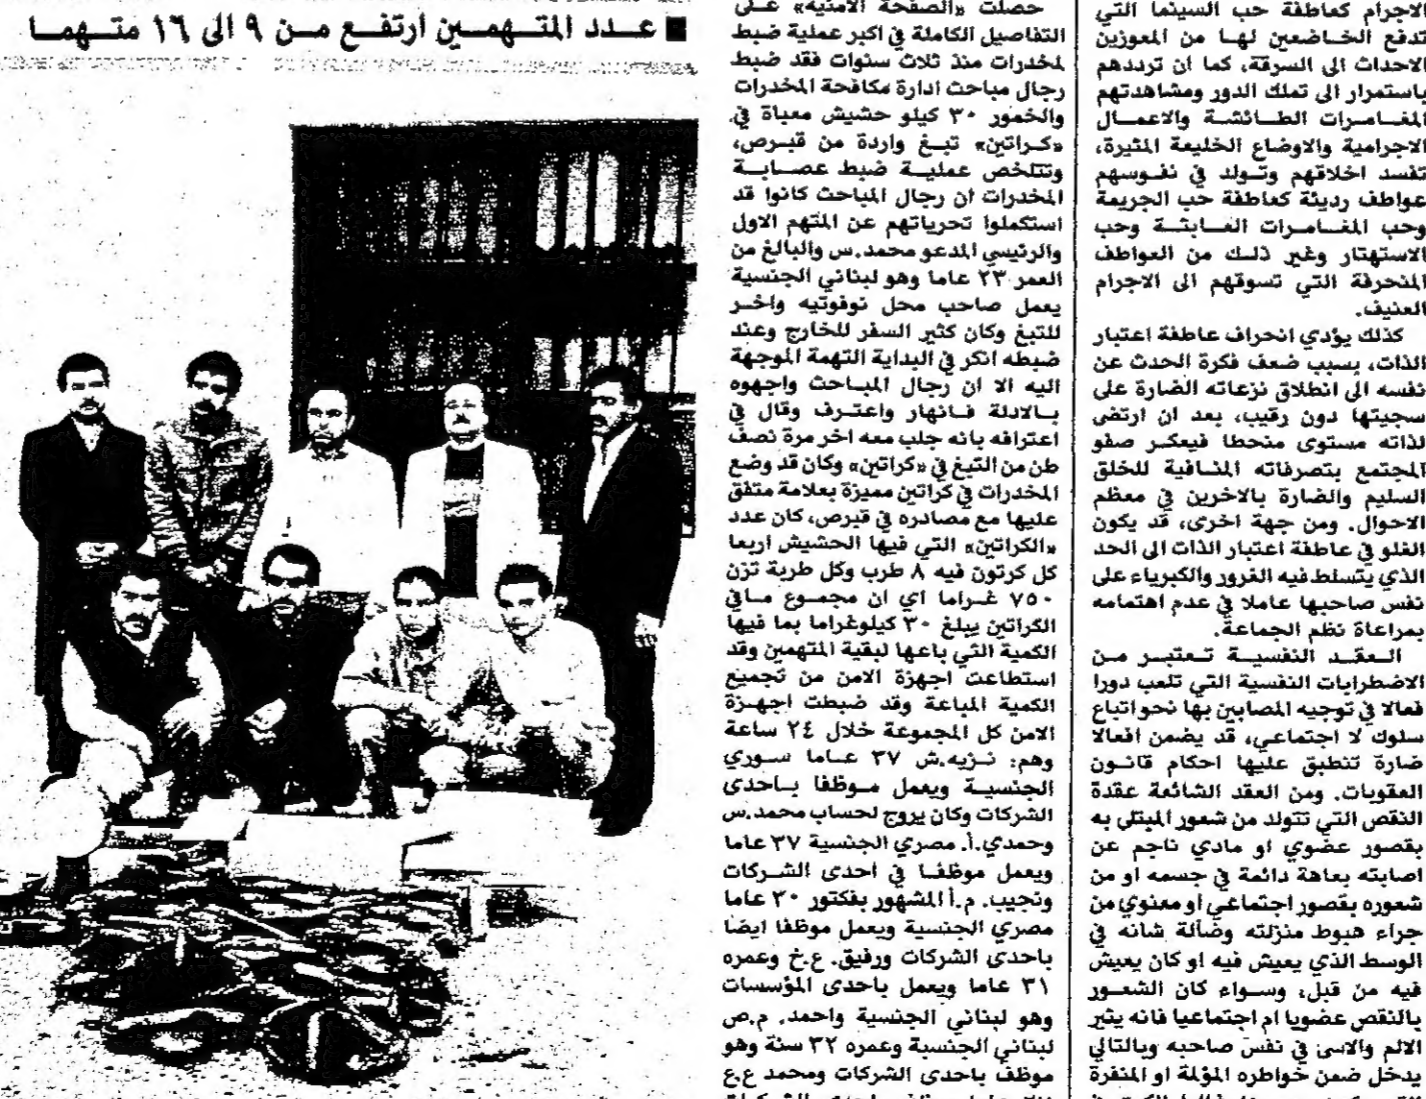 الاجرام كعاطفة حب السينما التي
تدفع الخاضعين لها من المعوزين
الاحداث الى السرقة، كما ان ترددهم
باستمرار الى تملك الدور ومشاهدتهم
المغامرات الطائشة والاعمال
الاجرامية والاوضاع الخليعة المثيرة،
تفسد اخلاقهم وتولد في نفوسهم
عواطف رديئة كعاطفة حب الجريمة
وحب المغامرات العابثة وحب
الاستهتار وغير ذلك من العواطف
المنحرفة التي تسوقهم الى الاجرام
العنيف.
كذلك يؤدي انحراف عاطفة اعتبار
الذات، بسبب ضعف فكرة الحدث عن
نفسه الى انطلاق نزعاته الضارة على
سجيتها دون رقيب، بعد ان ارتضى
لذاته مستوى منحطا فيعكر صفو
المجتمع بتصرفاته المنافية للخلق
السليم والضارة بالاخرين في معظم
الاحوال. ومن جهة اخرى، قد يكون
الغلو في عاطفة اعتبار الذات الى الحد
الذي يتسلط فيه الغرور والكبرياء على
نفس صاحبها عاملا في عدم اهتمامه
بمراعاة نظم الجماعة.
العقد النفسية تعتبر من
الاضطرابات النفسية التي تلعب دورا
فعالا في توجيه المصابين بها نحو اتباع
سلوك لا اجتماعي، قد يضمن افعالا
ضارة تنطبق عليها احكام قانون
العقوبات. ومن العقد الشائعة عقدة
النقص التي تتولد من شعور المبتلى به
بقصور عضوي او مادي ناجم عن
اصابته بعاهة دائمة في جسمه او من
شعوره بقصور اجتماعي أو معنوي من
جراء هبوط منزلته وضألة شانه في
الوسط الذي يعيش فيه او كان يعيش
فيه من قبل، وسواء كان الشعور
بالنقص عضويا ام اجتماعيا فانه يثير
الالم والاسى في نفس صاحبه وبالتالي
يدخل ضمن خواطره المؤلمة او المنفرة
حصلت «الصفحة الامنية» على
التفاصيل الكاملة في اكبر عملية ضبط
لمخدرات منذ ثلاث سنوات فقد ضبط
رجال مباحث ادارة مكافحة المخدرات
والخمور ٣٠ كيلو حشيش معباة في
«كراتين» تبغ واردة من قبرص،
وتتلخص عملية ضبط عصابة
المخدرات ان رجال المباحث كانوا قد
استكملوا تحرياتهم عن المتهم الاول
والرئيسي المدعو محمد.س والبالغ من
العمر ٢٣ عاما وهو لبناني الجنسية
يعمل صاحب محل نوفوتيه واخر
للتبغ وكان كثير السفر للخارج وعند
ضبطه انكر في البداية التهمة الموجهة
اليه الا ان رجال المباحث واجهوه
بالادلة فانهار واعترف وقال في
اعترافه بانه جلب معه اخر مرة نصف
طن من التبغ في «كراتين» وكان قد وضع
المخدرات في كراتين مميزة بعلامة متفق
عليها مع مصادره في قبرص، كان عدد
«الكراتين» التي فيها الحشيش اربعا
كل كرتون فيه ٨ طرب وكل طربة تزن
٧٥٠ غراما اي ان مجموع مافي
الكراتين يبلغ ٣٠ كيلوغراما بما فيها
الكمية التي باعها لبقية المتهمين وقد
استطاعت اجهزة الامن من تجميع
الكمية المباعة وقد ضبطت اجهزة
الامن كل المجموعة خلال ٢٤ ساعة
وهم: نزيه.ش ٢٧ عاما سوري
الجنسية ويعمل موظفا باحدى
الشركات وكان يروج لحساب محمد.س
وحمدي.أ. مصري الجنسية ٢٧ عاما
ويعمل موظفا في احدى الشركات
ونجيب. م.أ المشهور بفكتور ٣٠ عاما
مصري الجنسية ويعمل موظفا ايضا
باحدى الشركات ورفيق. ع.خ وعمره
٣١ عاما ويعمل باحدى المؤسسات
وهو لبناني الجنسية واحمد. م.ص
لبناني الجنسية وعمره ٣٢ سنة وهو
موظف باحدى الشركات ومحمد ع.ع
■ عدد المتهمين ارتفع من ٩ الى ١٦ متهما